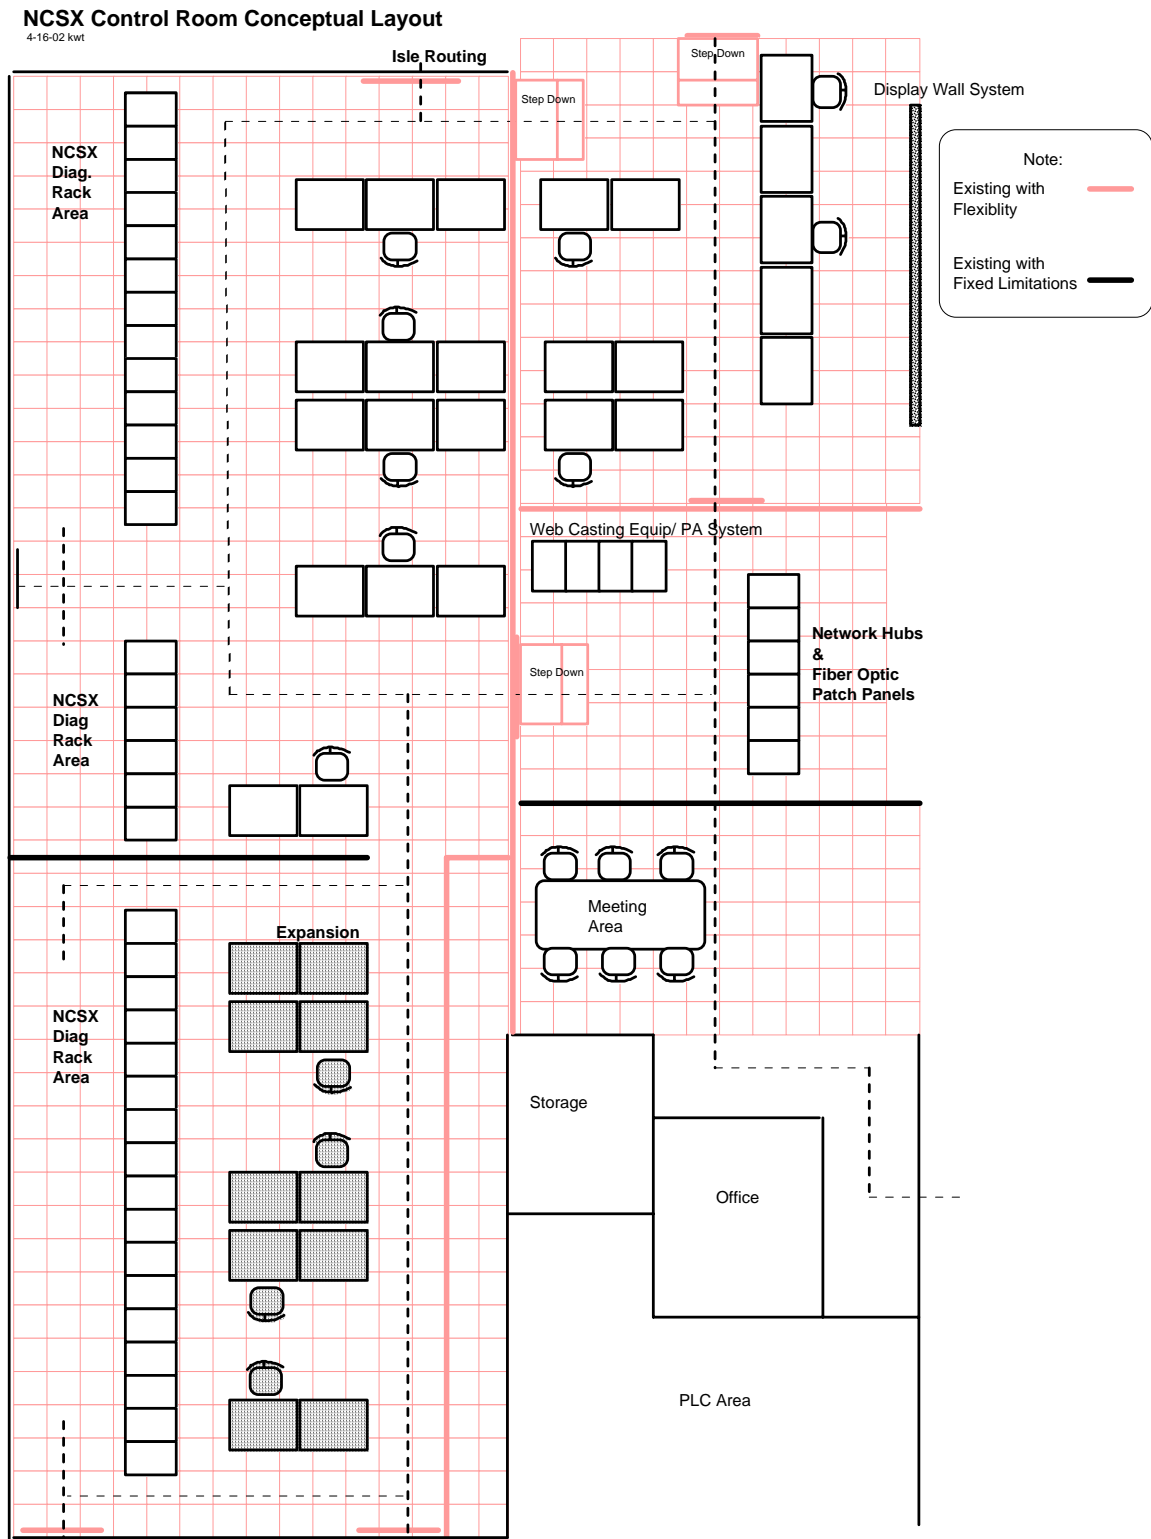 NCSX Control Room Conceptual Layout
4-16-02 kwt
Isle Routing
Step Down
Step Down
Display Wall System
NCSX
Diag.
Rack
Area
Note:
Existing with
Flexiblity
Existing with
Fixed Limitations
Web Casting Equip/ PA System
Network Hubs
&
Fiber Optic
Patch Panels
Step Down
NCSX
Diag
Rack
Area
Meeting
Area
Expansion
NCSX
Diag
Rack
Area
Storage
Office
PLC Area